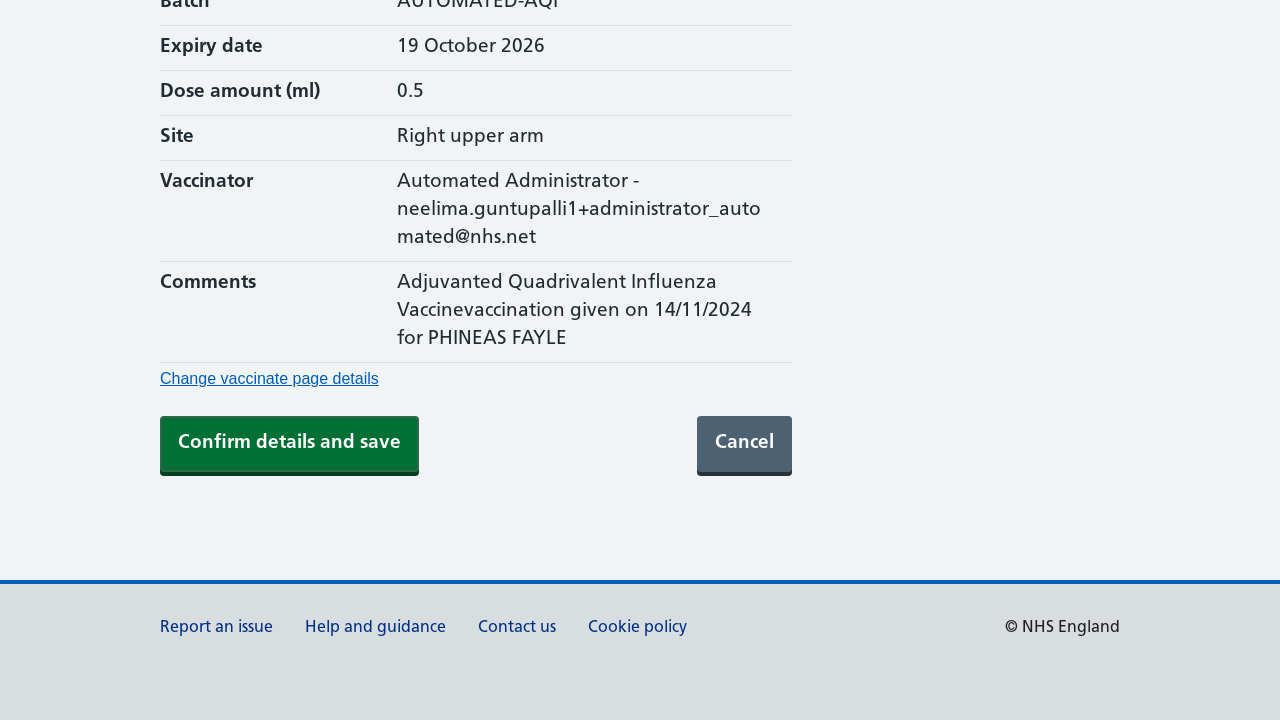 Batch AUTOMATED-AQI
Expiry date 19 October 2026
Dose amount (ml) 0.5
Site Right upper arm
Vaccinator Automated Administrator -
neelima.guntupalli1+administrator_auto
mated@nhs.net
Comments Adjuvanted Quadrivalent Influenza
Vaccinevaccination given on 14/11/2024
for PHINEAS FAYLE
Change vaccinate page details
Confirm details and save Cancel
Report an issue Help and guidance Contact us Cookie policy © NHS England